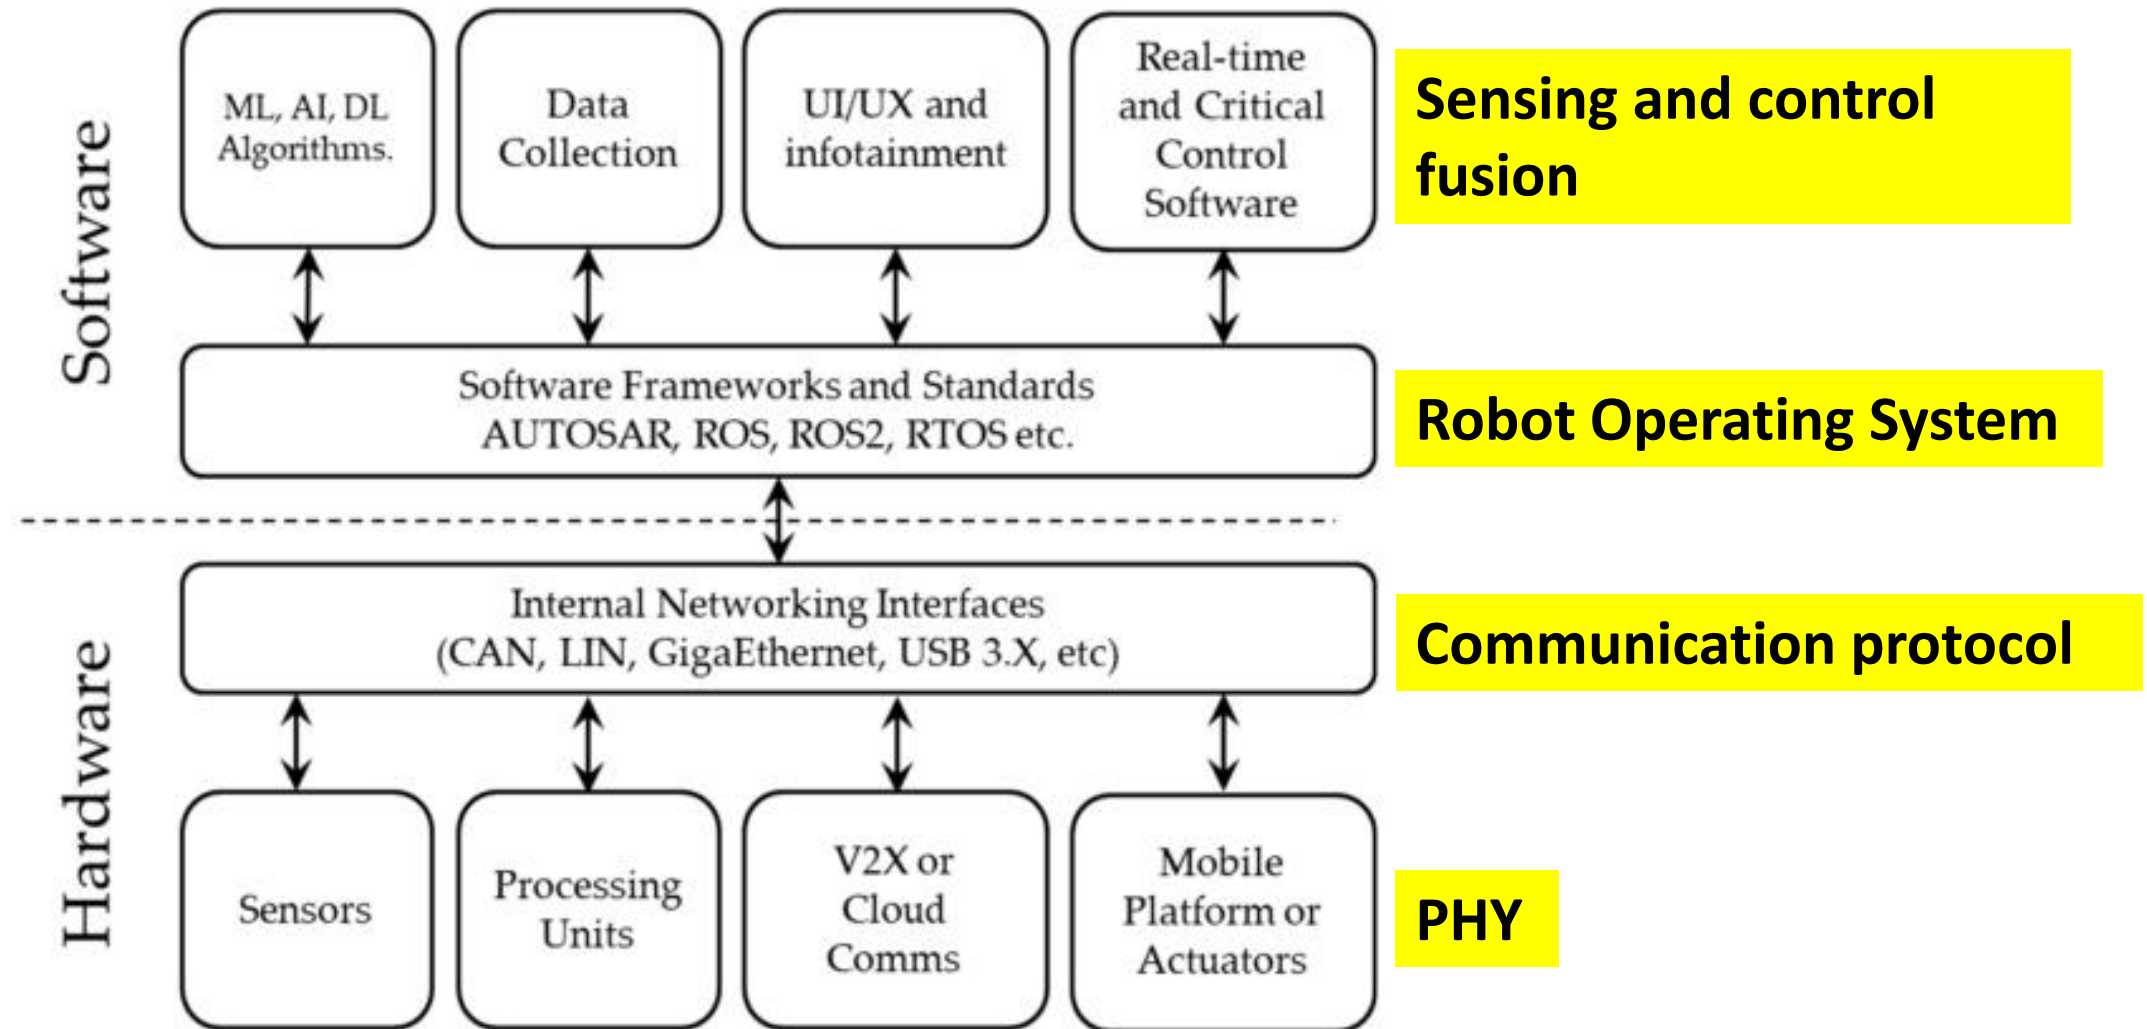 Software
ML, AI, DL
Algorithms.
Data
Collection
UI/UX and
infotainment
Real-time
and Critical
Control
Software
Sensing and control
fusion
Software Frameworks and Standards
AUTOSAR, ROS, ROS2, RTOS etc.
Robot Operating System
Hardware
Internal Networking Interfaces
(CAN, LIN, GigaEthernet, USB 3.X, etc)
Communication protocol
Sensors
Processing
Units
V2X or
Cloud
Comms
Mobile
Platform or
Actuators
PHY